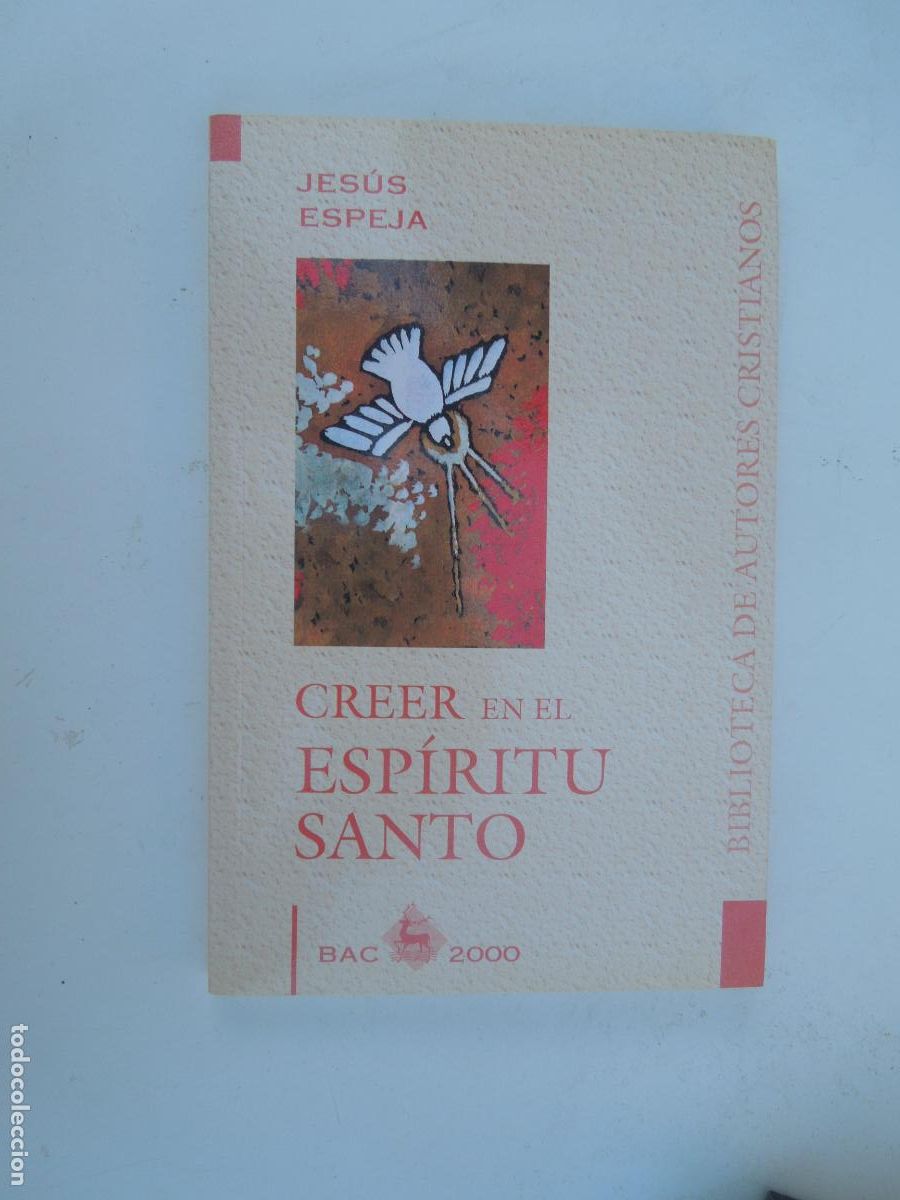 JESÚS
ESPEJA
CREER EN EL
ESPÍRITU
SANTO
BAC 2000
BIBLIOTECA DE AUTORES CRISTIANOS
todocoleccion